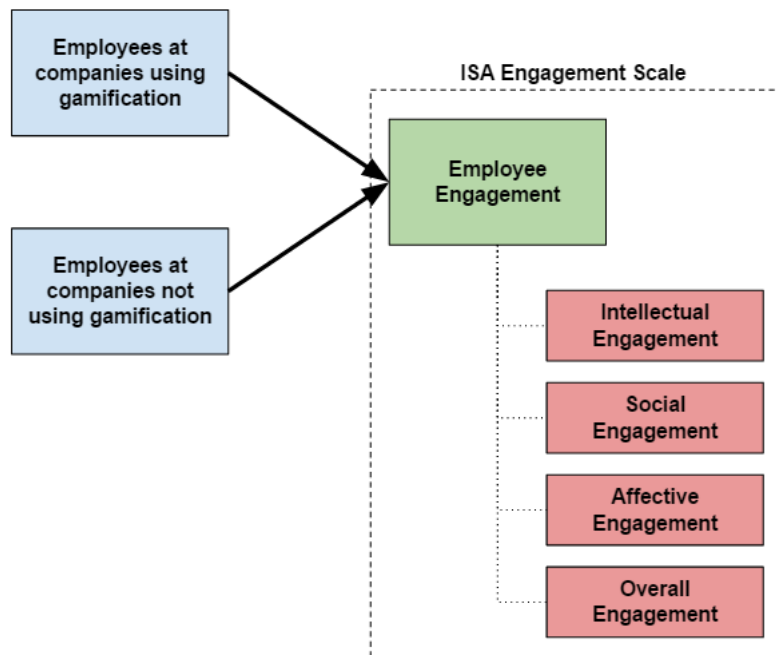 Employees at
companies using
gamification
ISA Engagement Scale
Employee
Engagement
Employees at
companies not
using gamification
Intellectual
Engagement
Social
Engagement
Affective
Engagement
Overall
Engagement